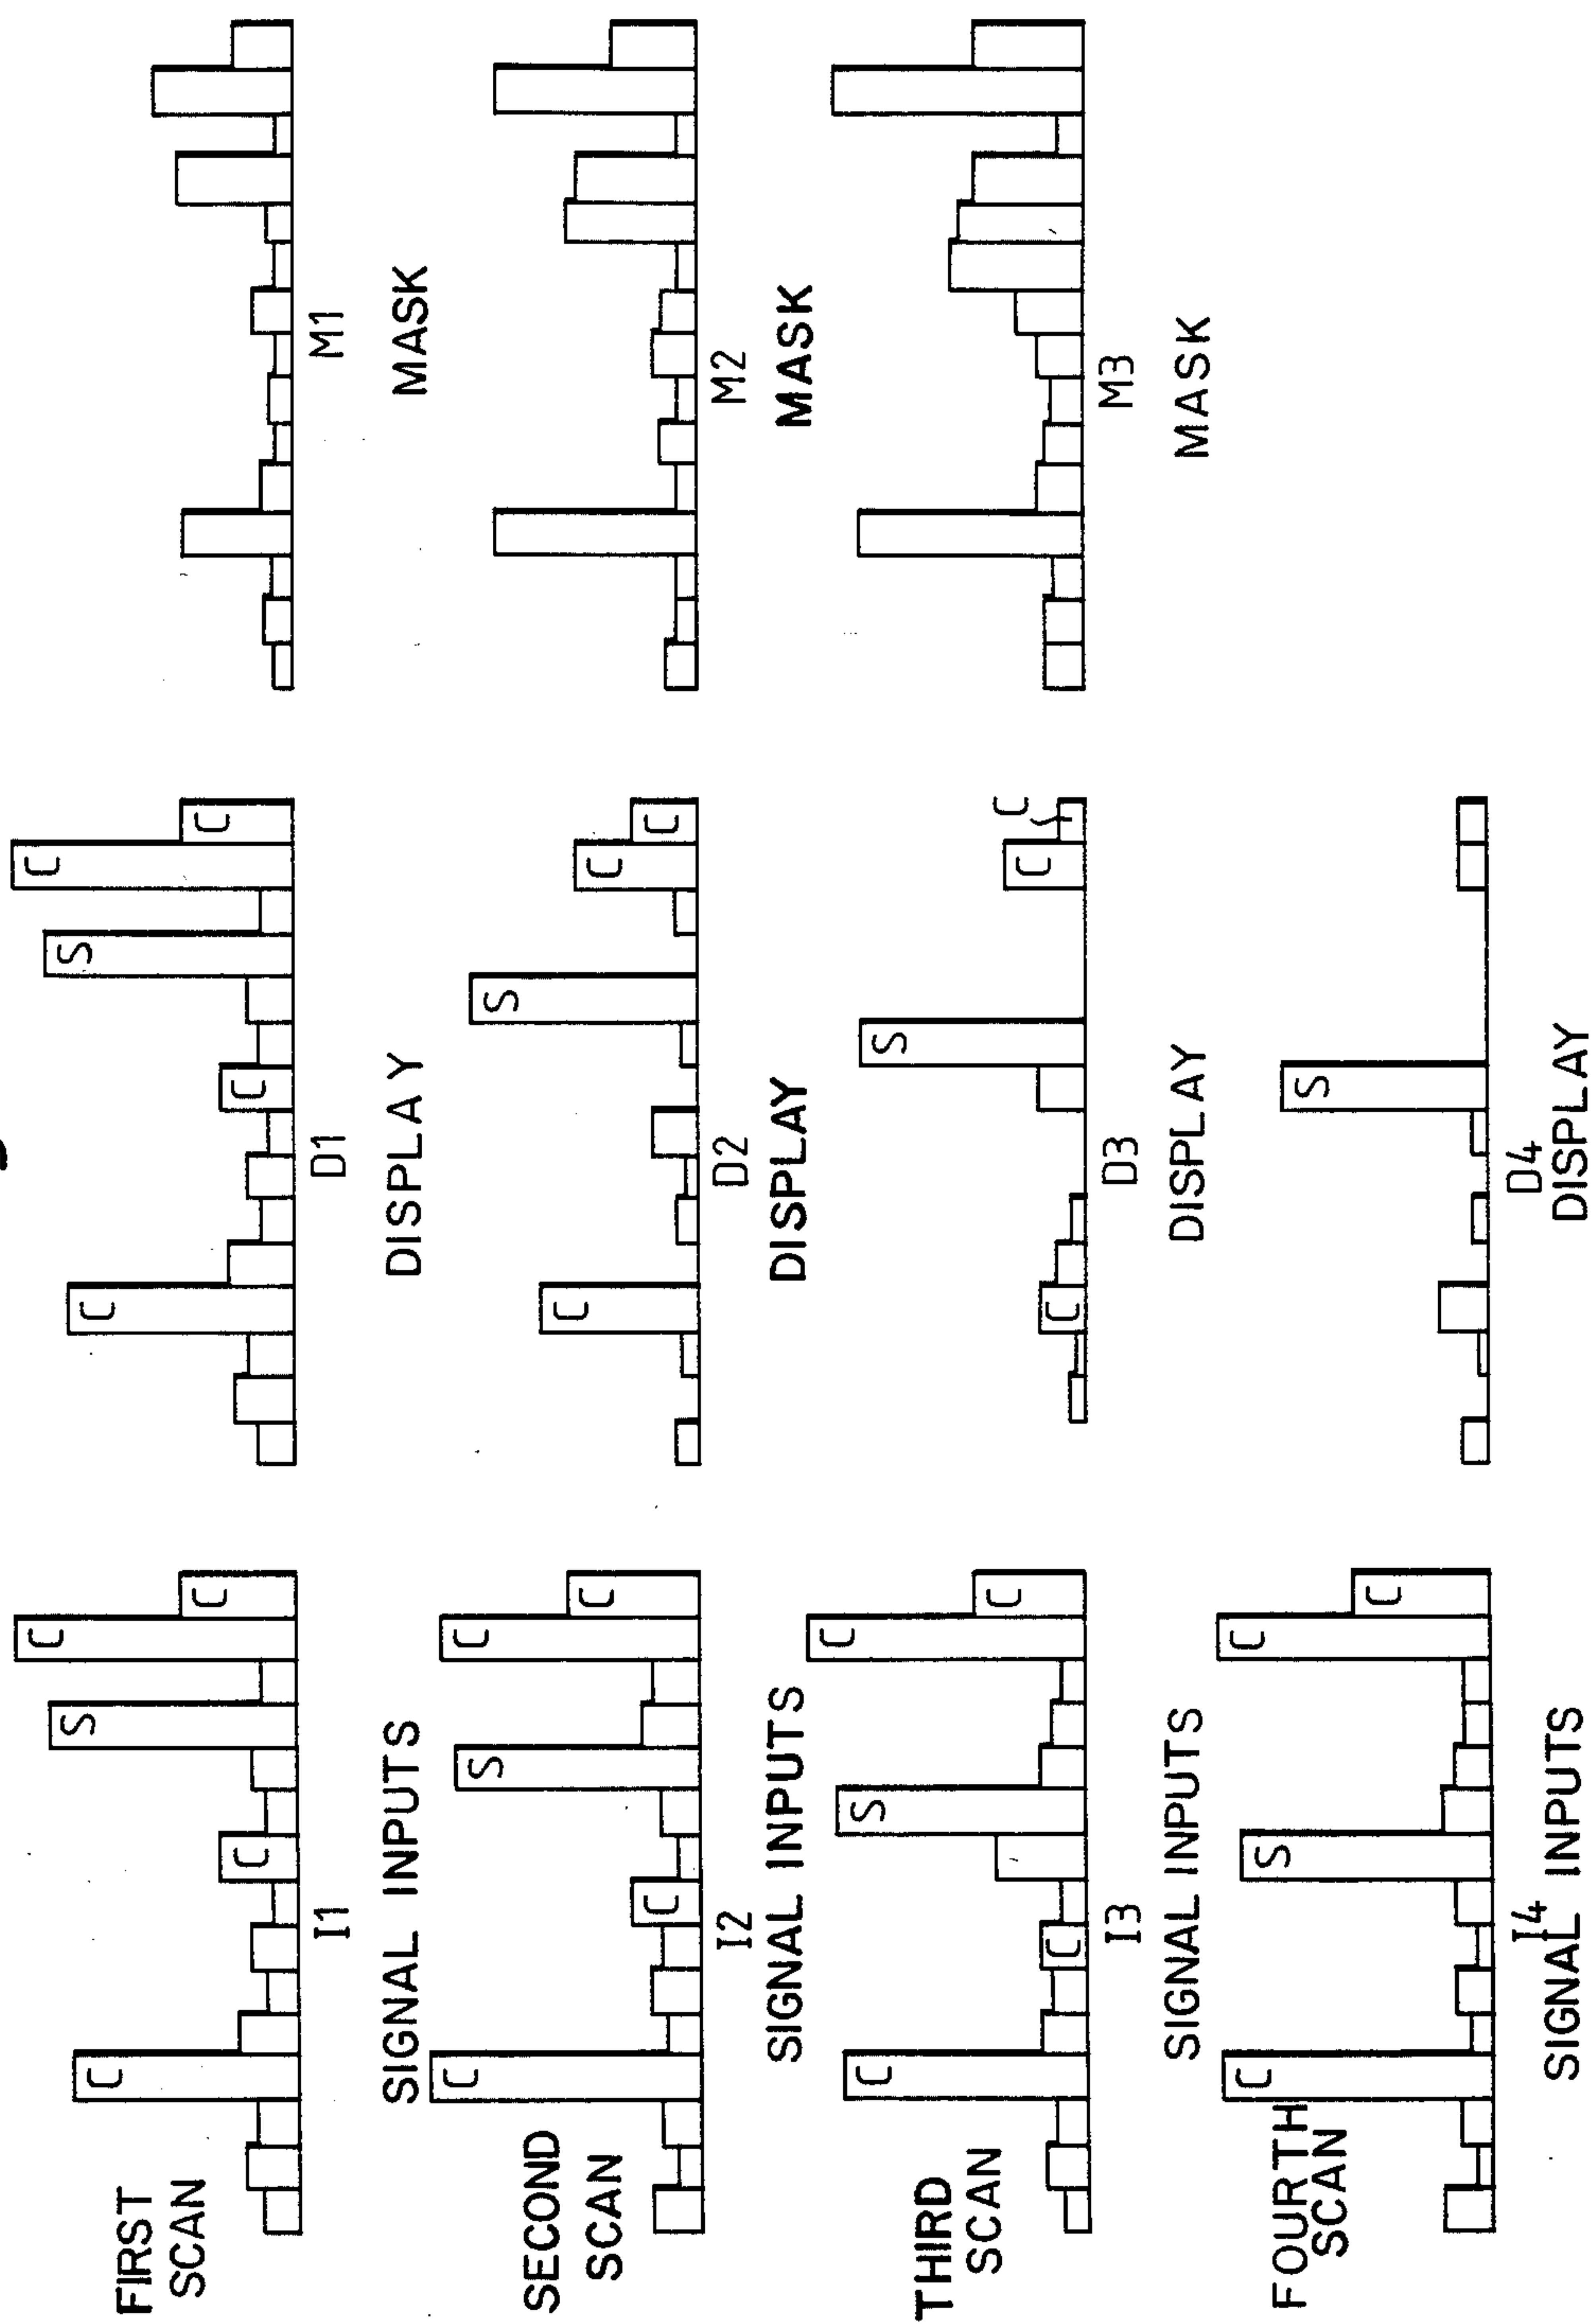 FIRST
SCAN
C C S C C
C C S C C
I1 D1 M1
SIGNAL INPUTS DISPLAY MASK
SECOND
SCAN
C C S C C
C S C C
I2 D2 M2
SIGNAL INPUTS DISPLAY MASK
THIRD
SCAN
C C S C C
C S C C
I3 D3 M3
SIGNAL INPUTS DISPLAY MASK
FOURTH
SCAN
C S C C
S
I4 D4
SIGNAL INPUTS DISPLAY